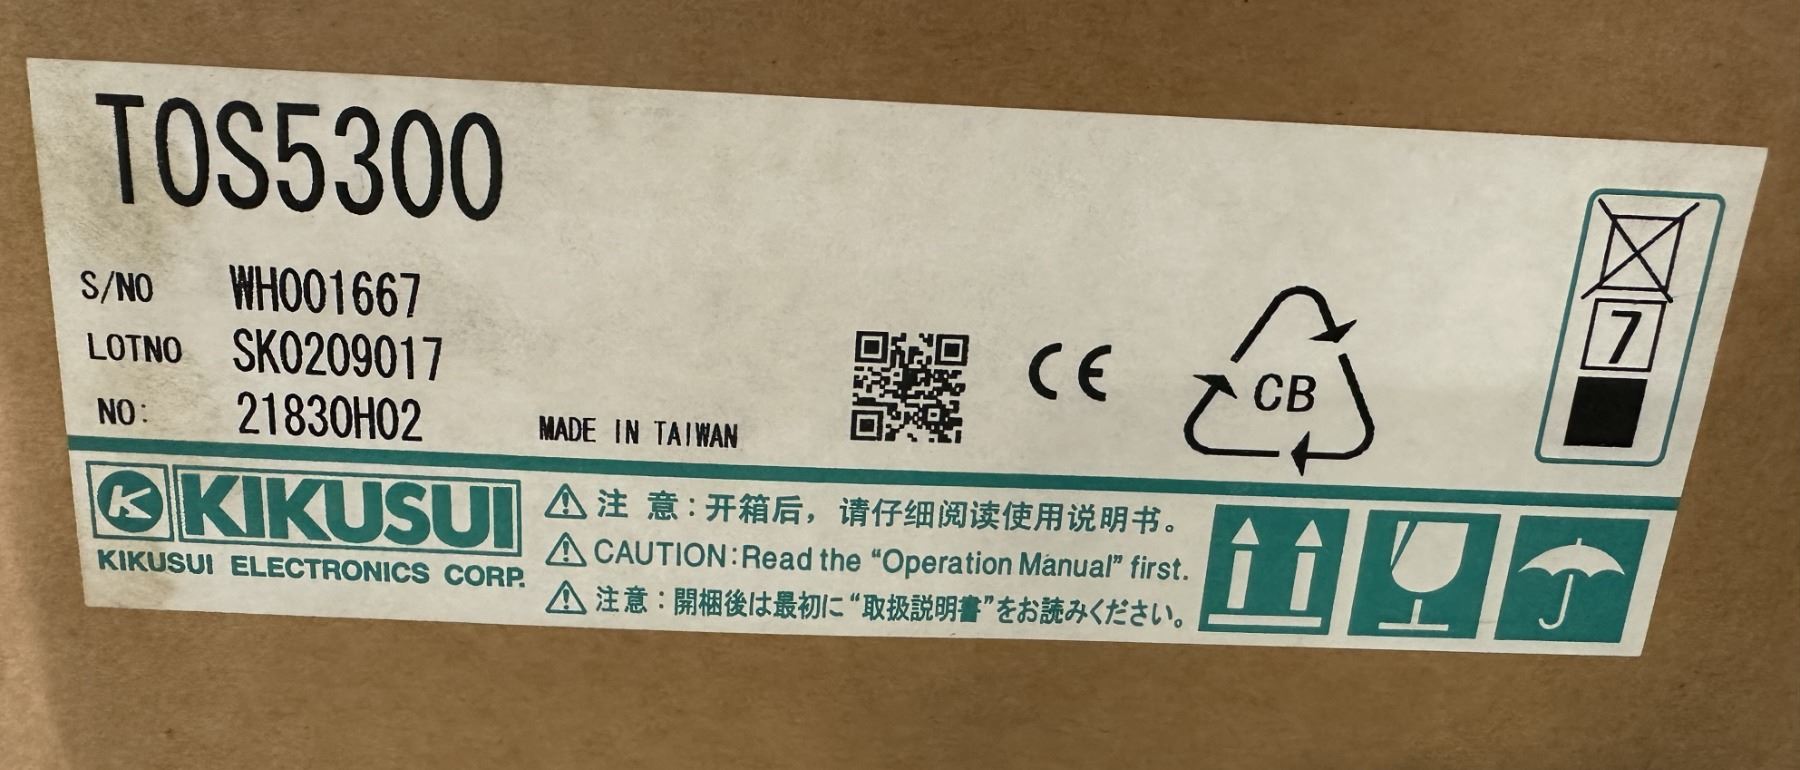 TOS5300
S/NO WH001667
LOTNO SK0209017
NO: 21830H02
MADE IN TAIWAN
CE
CB
7
K KIKUSUI
KIKUSUI ELECTRONICS CORP.
注 意：开箱后，请仔细阅读使用说明书。
CAUTION:Read the “Operation Manual” first.
注意：開梱後は最初に“取扱説明書”をお読みください。